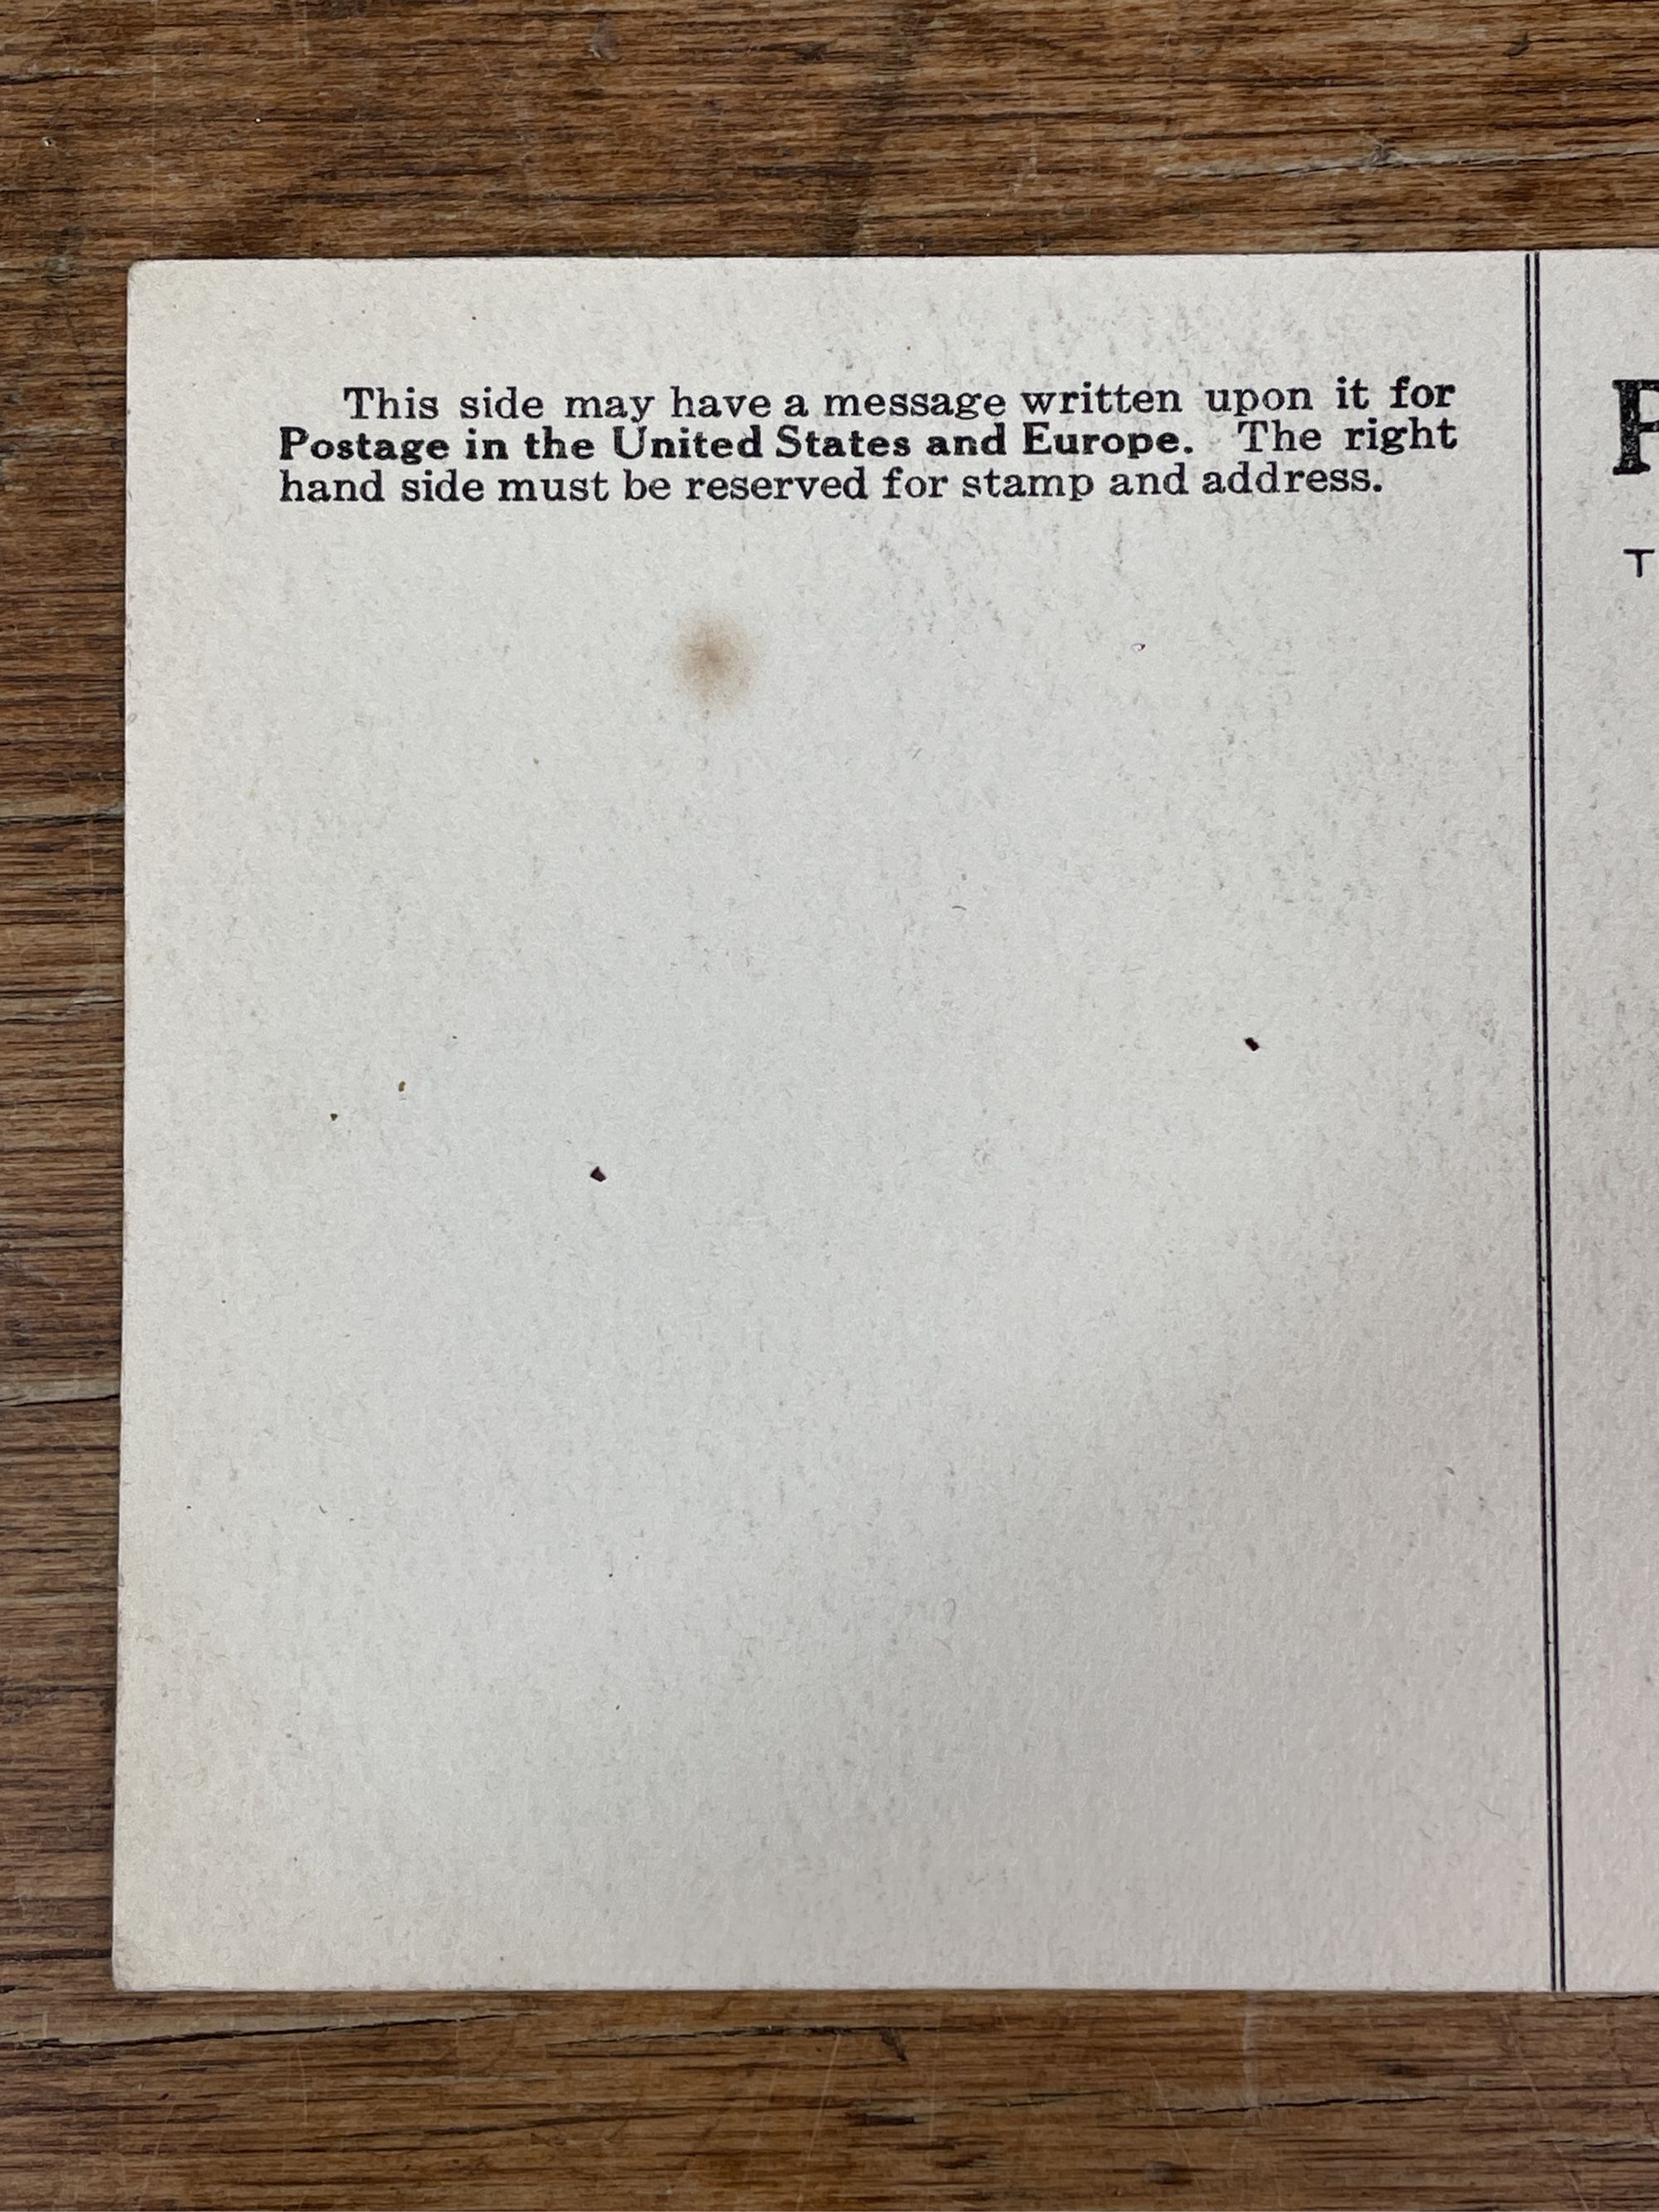 This side may have a message written upon it for
Postage in the United States and Europe. The right
hand side must be reserved for stamp and address.